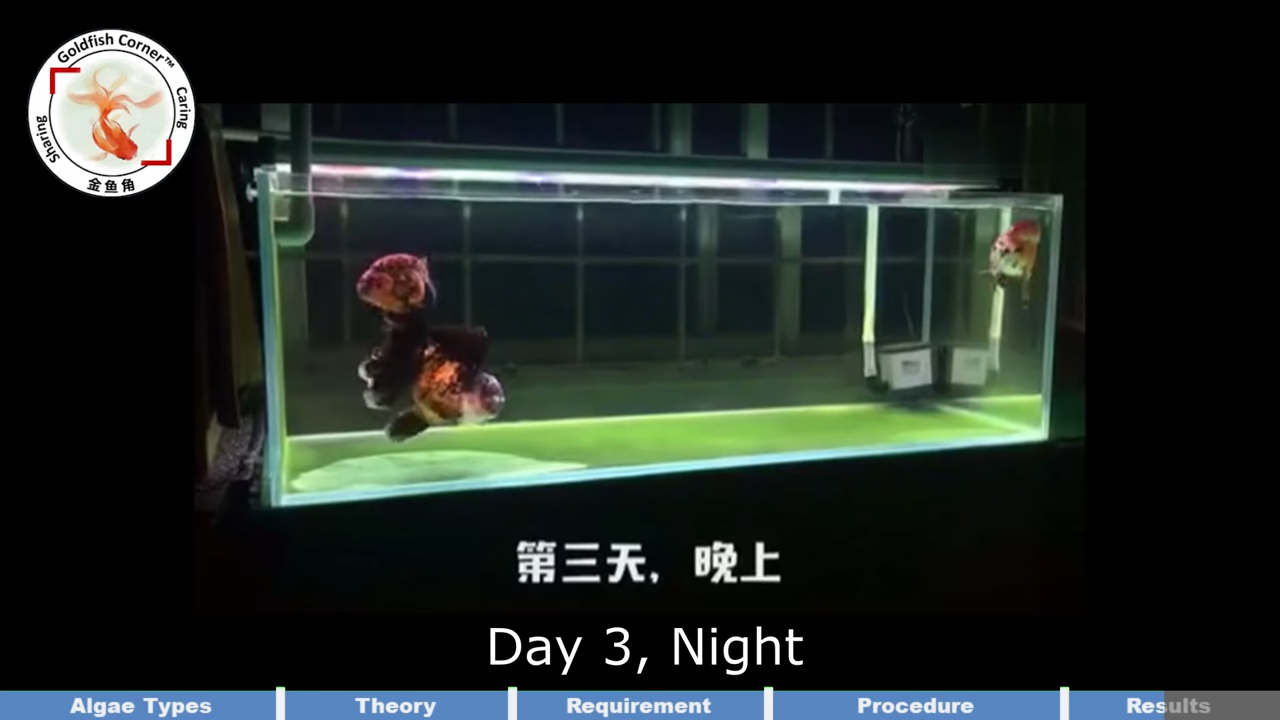 Goldfish Corner™
Caring
Sharing
金鱼角
第三天，晚上
Day 3, Night
Algae Types
Theory
Requirement
Procedure
Results